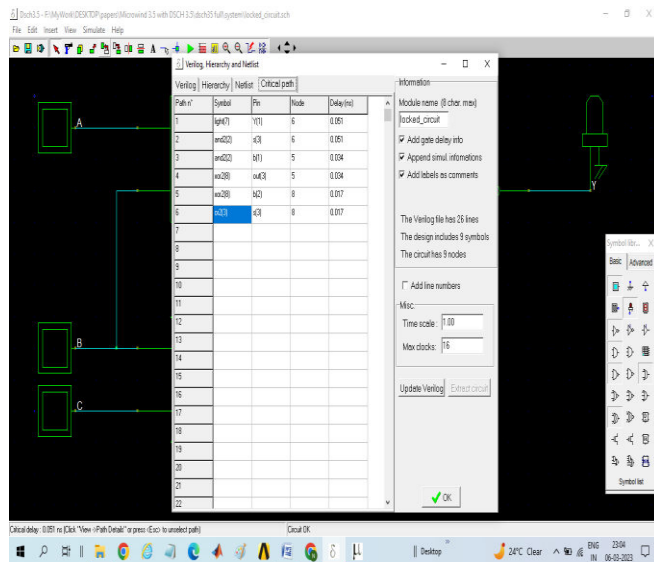 Dsch3.5 - F:\MyWork\DESKTOP\papers\Microwind 3.5 with DSCH 3.5\dsch35 full\system\locked_circuit.sch
File Edit Insert View Simulate Help
Verilog, Hierarchy and Netlist
Verilog Hierarchy Netlist Critical path
Path n° Symbol Pin Node Delay(ns)
1 light(7) Y(1) 6 0.051
2 and2(2) s(3) 6 0.051
3 and2(2) b(1) 5 0.034
4 xor2(8) out(3) 5 0.034
5 xor2(8) b(2) 8 0.017
6 or2(3) s(3) 8 0.017
7
8
9
10
11
12
13
14
15
16
17
18
19
20
21
22
Information
Module name (8 char. max)
locked_circuit
Add gate delay info
Append simul. infomations
Add labels as comments
The Verilog file has 26 lines
The design includes 9 symbols
The circuit has 9 nodes
Add line numbers
Misc.
Time scale : 1.00
Max clocks: 16
Update Verilog Extract circuit
OK
A
B
C
Y
Symbol libr...
Basic Advanced
Symbol list
Critical delay : 0.051 ns (Click "View >Path Details" or press <Esc> to unselect path)
Circuit OK
Desktop
24°C Clear
ENG
IN
23:04
06-03-2023